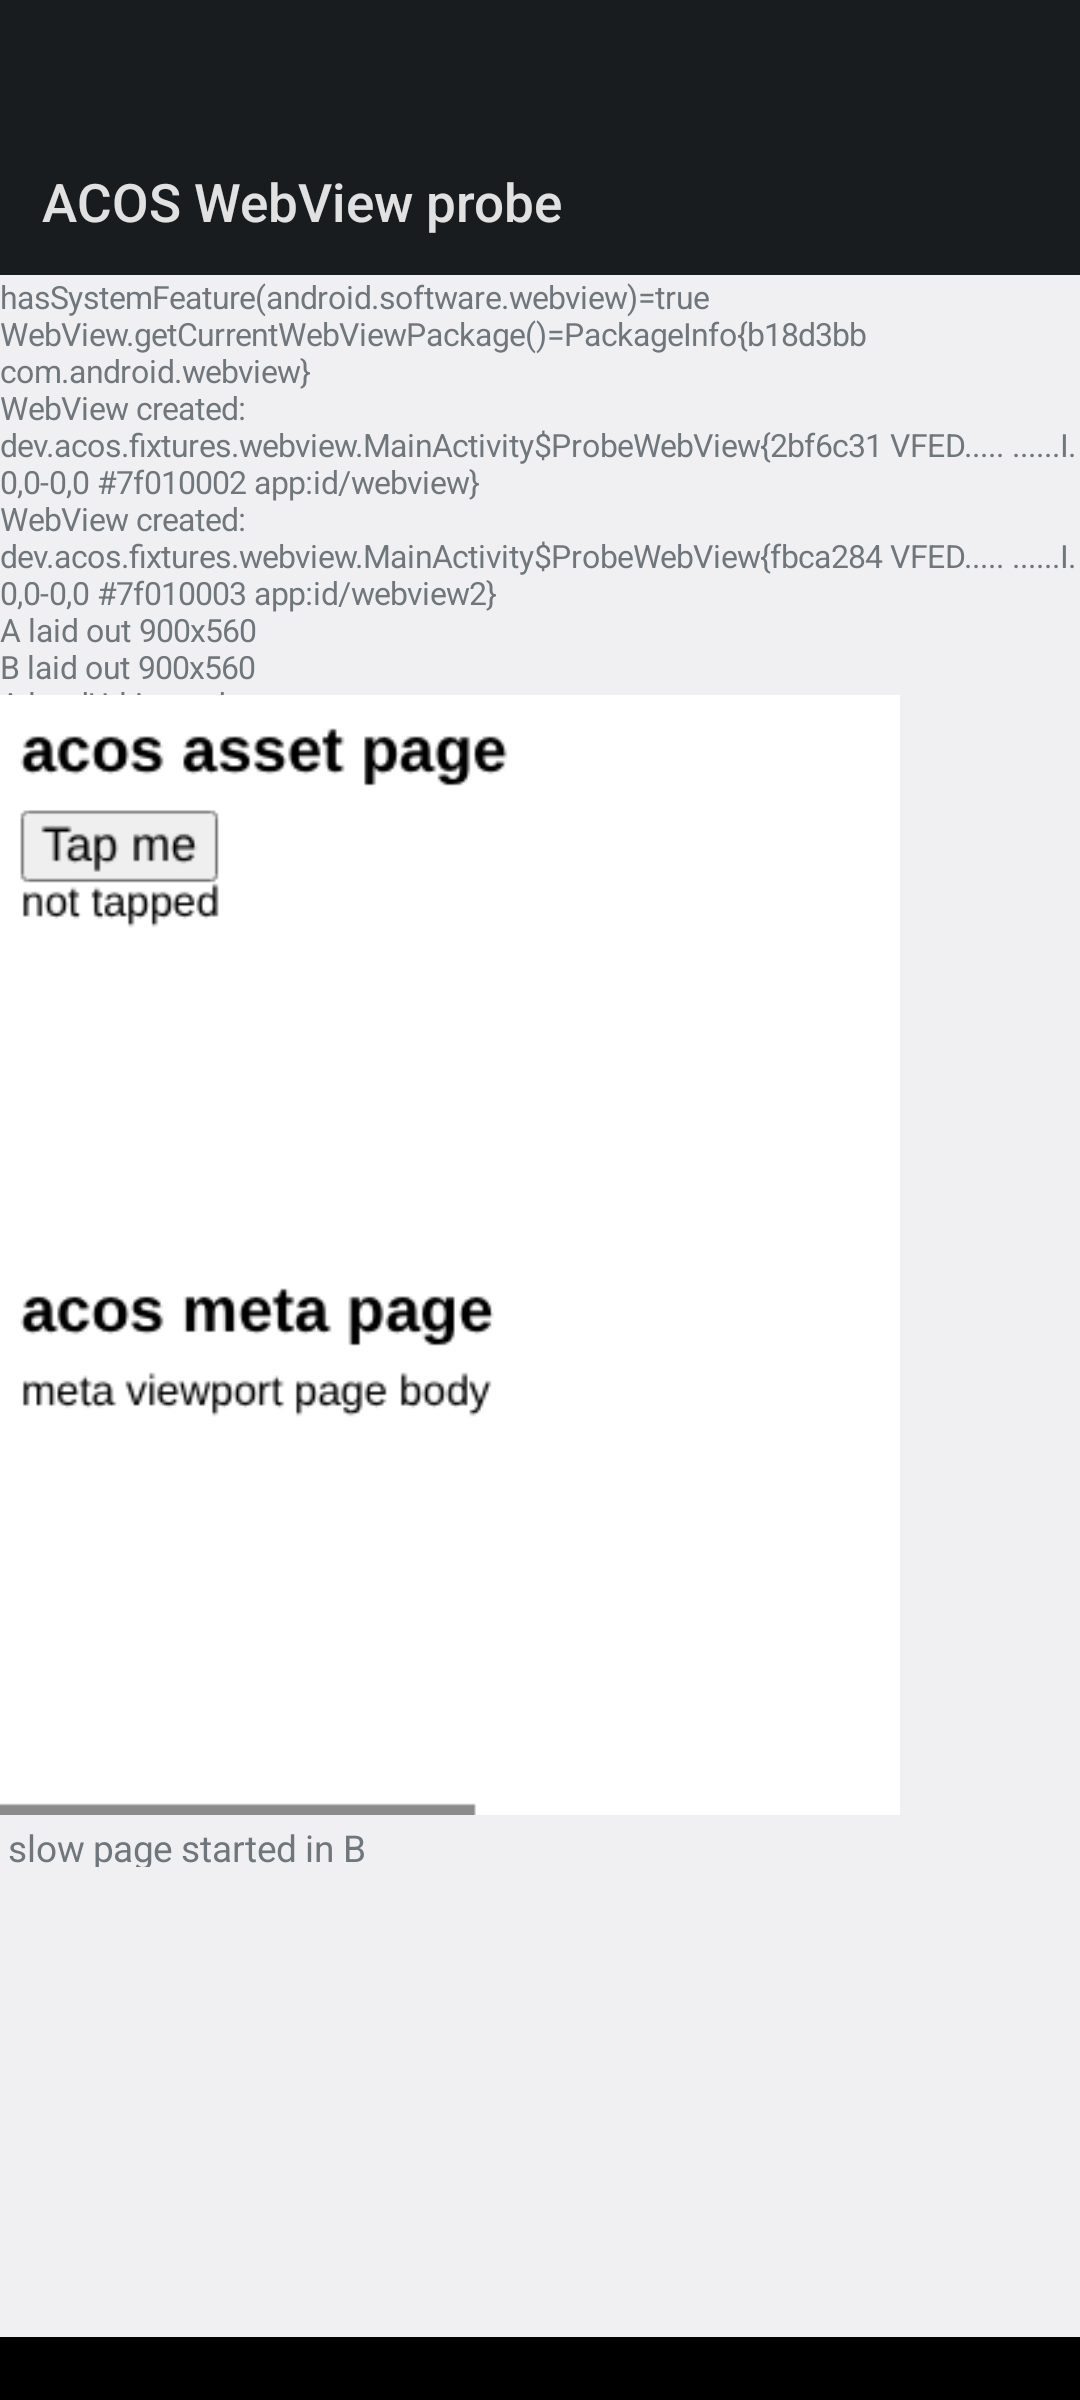 ACOS WebView probe
hasSystemFeature(android.software.webview)=true
WebView.getCurrentWebViewPackage()=PackageInfo{b18d3bb
com.android.webview}
WebView created:
dev.acos.fixtures.webview.MainActivity$ProbeWebView{2bf6c31 VFED..... ......I.
0,0-0,0 #7f010002 app:id/webview}
WebView created:
dev.acos.fixtures.webview.MainActivity$ProbeWebView{fbca284 VFED..... ......I.
0,0-0,0 #7f010003 app:id/webview2}
A laid out 900x560
B laid out 900x560
acos asset page
Tap me
not tapped
acos meta page
meta viewport page body
slow page started in B